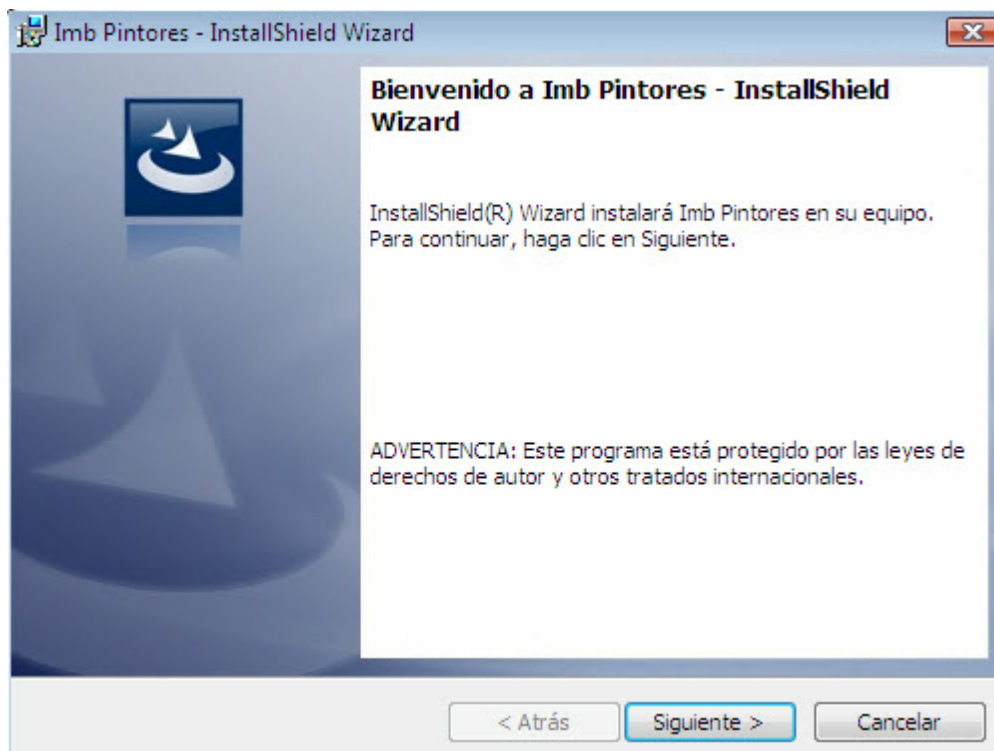 Imb Pintores - InstallShield Wizard
Bienvenido a Imb Pintores - InstallShield
Wizard
InstallShield(R) Wizard instalará Imb Pintores en su equipo.
Para continuar, haga clic en Siguiente.
ADVERTENCIA: Este programa está protegido por las leyes de
derechos de autor y otros tratados internacionales.
< Atrás Siguiente > Cancelar